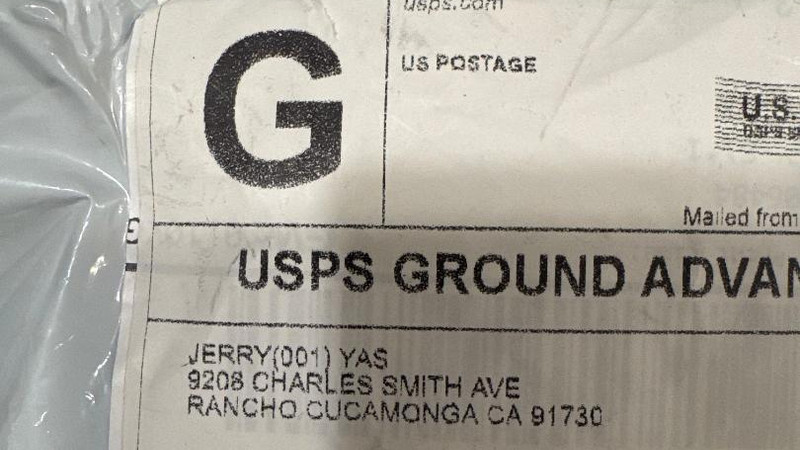 usps.com
G
US POSTAGE
U.S.
Mailed from
G
USPS GROUND ADVAN
JERRY(001) YAS
9208 CHARLES SMITH AVE
RANCHO CUCAMONGA CA 91730